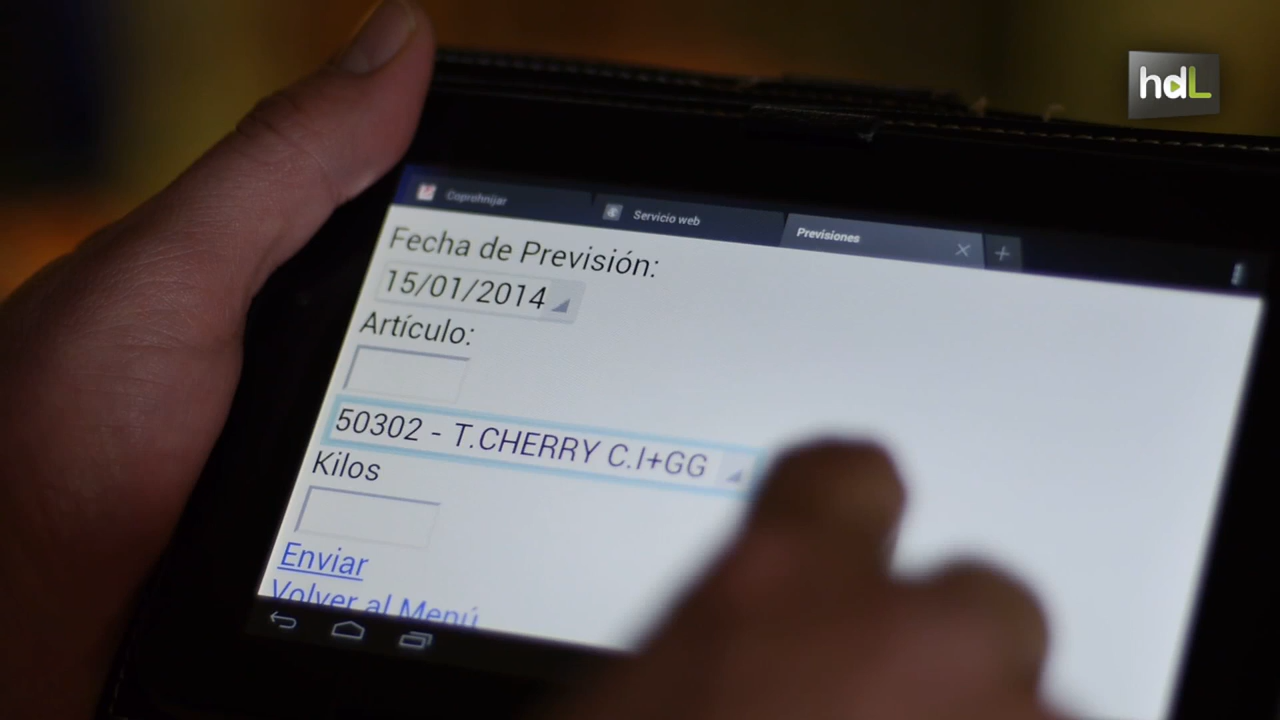 hdL
Coprohnijar
Servicio web
Previsiones
Fecha de Previsión:
15/01/2014
Artículo:
50302 - T.CHERRY C.I+GG
Kilos
Enviar
Volver al Menú